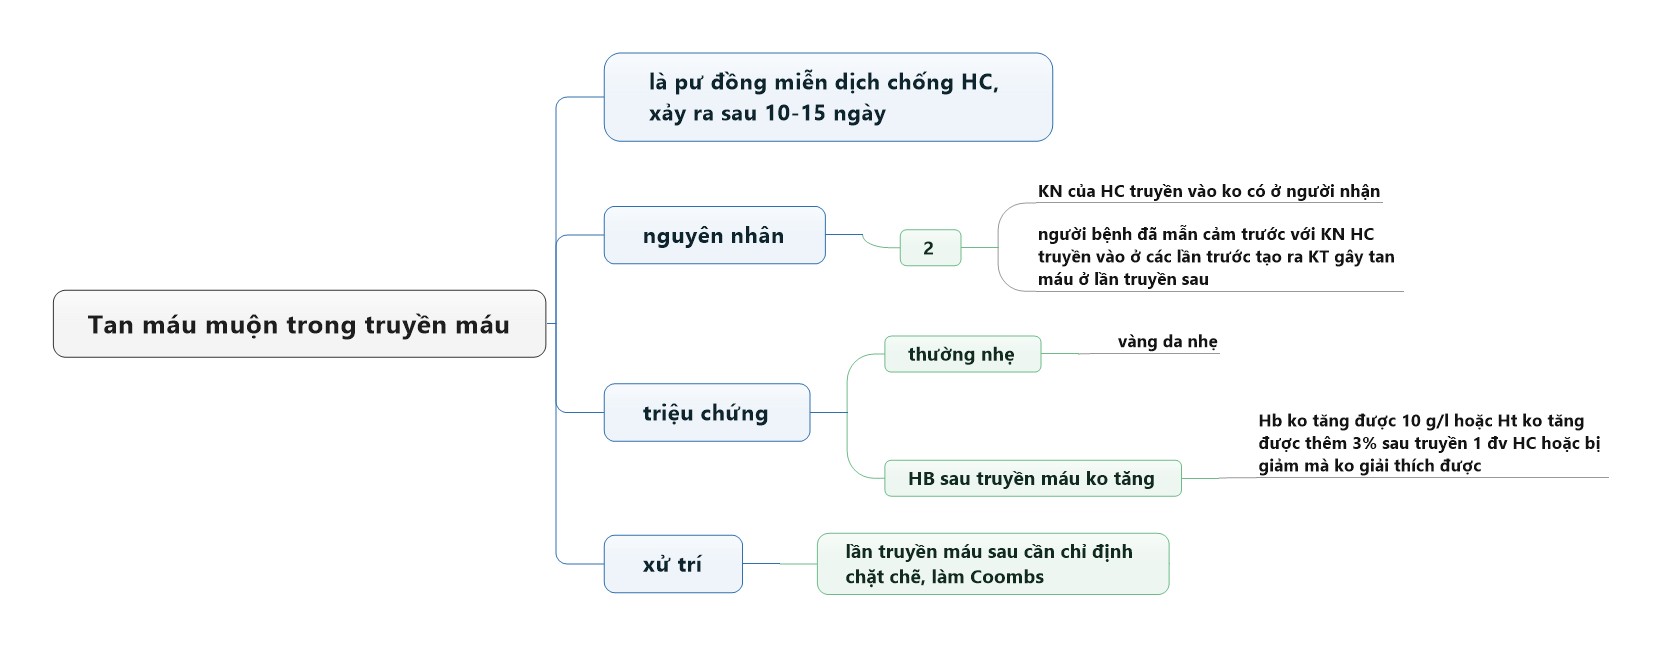 là pư đồng miễn dịch chống HC,
xảy ra sau 10-15 ngày
KN của HC truyền vào ko có ở người nhận
nguyên nhân
2
người bệnh đã mẫn cảm trước với KN HC
truyền vào ở các lần trước tạo ra KT gây tan
máu ở lần truyền sau
Tan máu muộn trong truyền máu
thường nhẹ
vàng da nhẹ
triệu chứng
HB sau truyền máu ko tăng
Hb ko tăng được 10 g/l hoặc Ht ko tăng
được thêm 3% sau truyền 1 đv HC hoặc bị
giảm mà ko giải thích được
xử trí
lần truyền máu sau cần chỉ định
chặt chẽ, làm Coombs